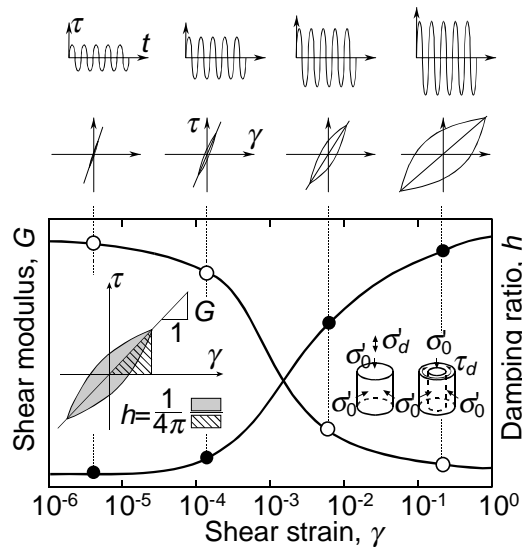 τ
t
τ
γ
Shear modulus, G
Damping ratio, h
τ
G
1
γ
h=1/4π
σ'd
σ'0
σ'0
σ'0
τd
σ'0
σ'0
10^-6 10^-5 10^-4 10^-3 10^-2 10^-1 10^0
Shear strain, γ